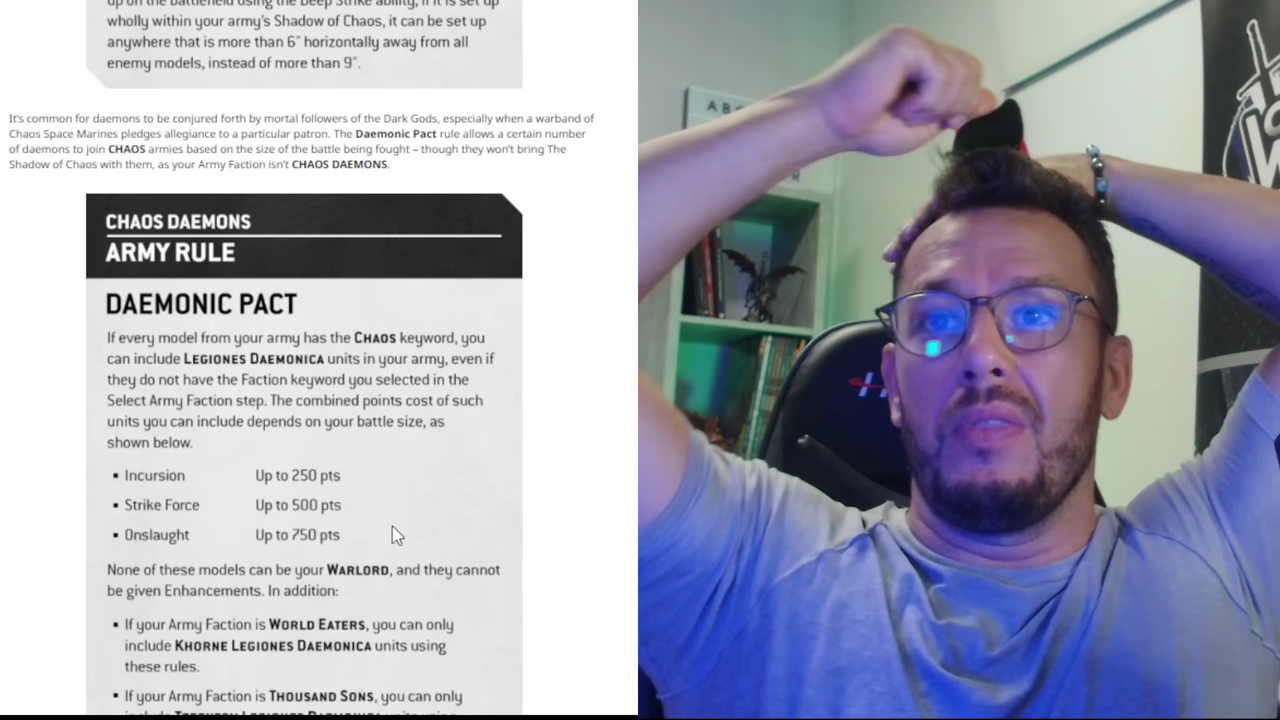 up on the battlefield using the Deep Strike ability, if it is set up
wholly within your army's Shadow of Chaos, it can be set up
anywhere that is more than 6" horizontally away from all
enemy models, instead of more than 9".
It's common for daemons to be conjured forth by mortal followers of the Dark Gods, especially when a warband of
Chaos Space Marines pledges allegiance to a particular patron. The Daemonic Pact rule allows a certain number
of daemons to join CHAOS armies based on the size of the battle being fought – though they won't bring The
Shadow of Chaos with them, as your Army Faction isn't CHAOS DAEMONS.
CHAOS DAEMONS
ARMY RULE
DAEMONIC PACT
If every model from your army has the CHAOS keyword, you
can include LEGIONES DAEMONICA units in your army, even if
they do not have the Faction keyword you selected in the
Select Army Faction step. The combined points cost of such
units you can include depends on your battle size, as
shown below.
▪ Incursion Up to 250 pts
▪ Strike Force Up to 500 pts
▪ Onslaught Up to 750 pts
None of these models can be your WARLORD, and they cannot
be given Enhancements. In addition:
▪ If your Army Faction is WORLD EATERS, you can only
include KHORNE LEGIONES DAEMONICA units using
these rules.
▪ If your Army Faction is THOUSAND SONS, you can only
include TZEENTCH LEGIONES DAEMONICA units using